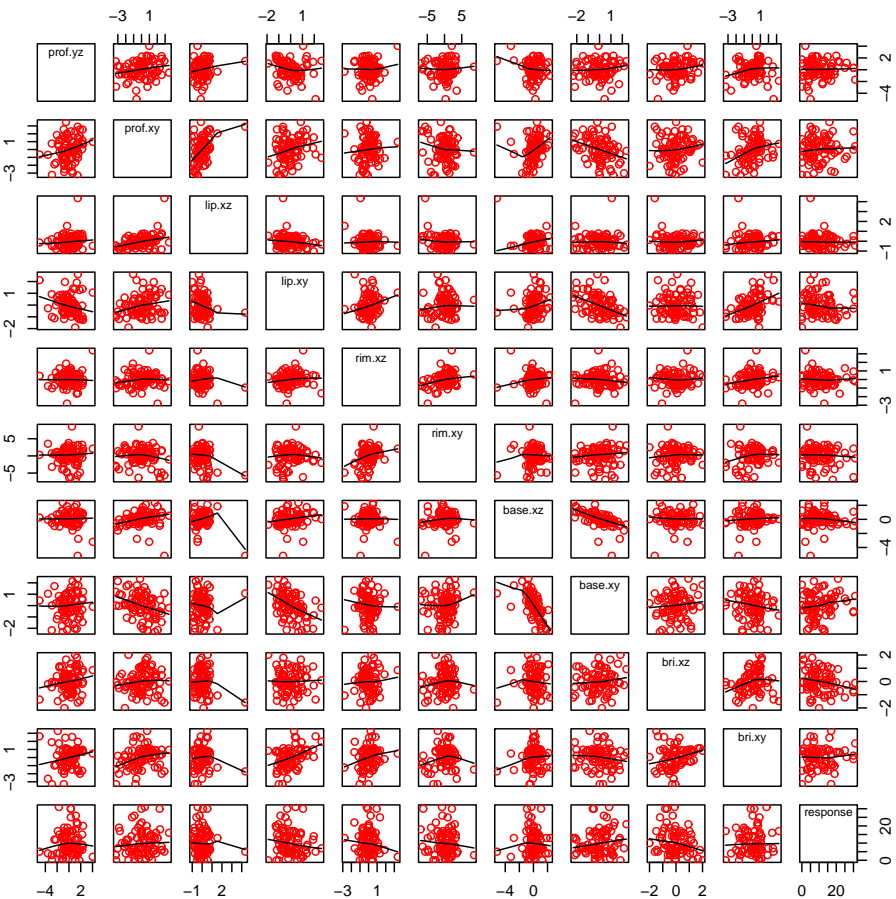 −3 1
−1 2
−2 1
−3 1
−5 5
−4 0
−2 1
−2 0 2
−3 1
0 20
prof.yz
prof.xy
lip.xz
lip.xy
rim.xz
rim.xy
base.xz
base.xy
bri.xz
bri.xy
response
−4 2
−3 1
−1 2
−2 1
−3 1
−5 5
−4 0
−2 1
−2 0 2
−3 1
0 20
−4 2